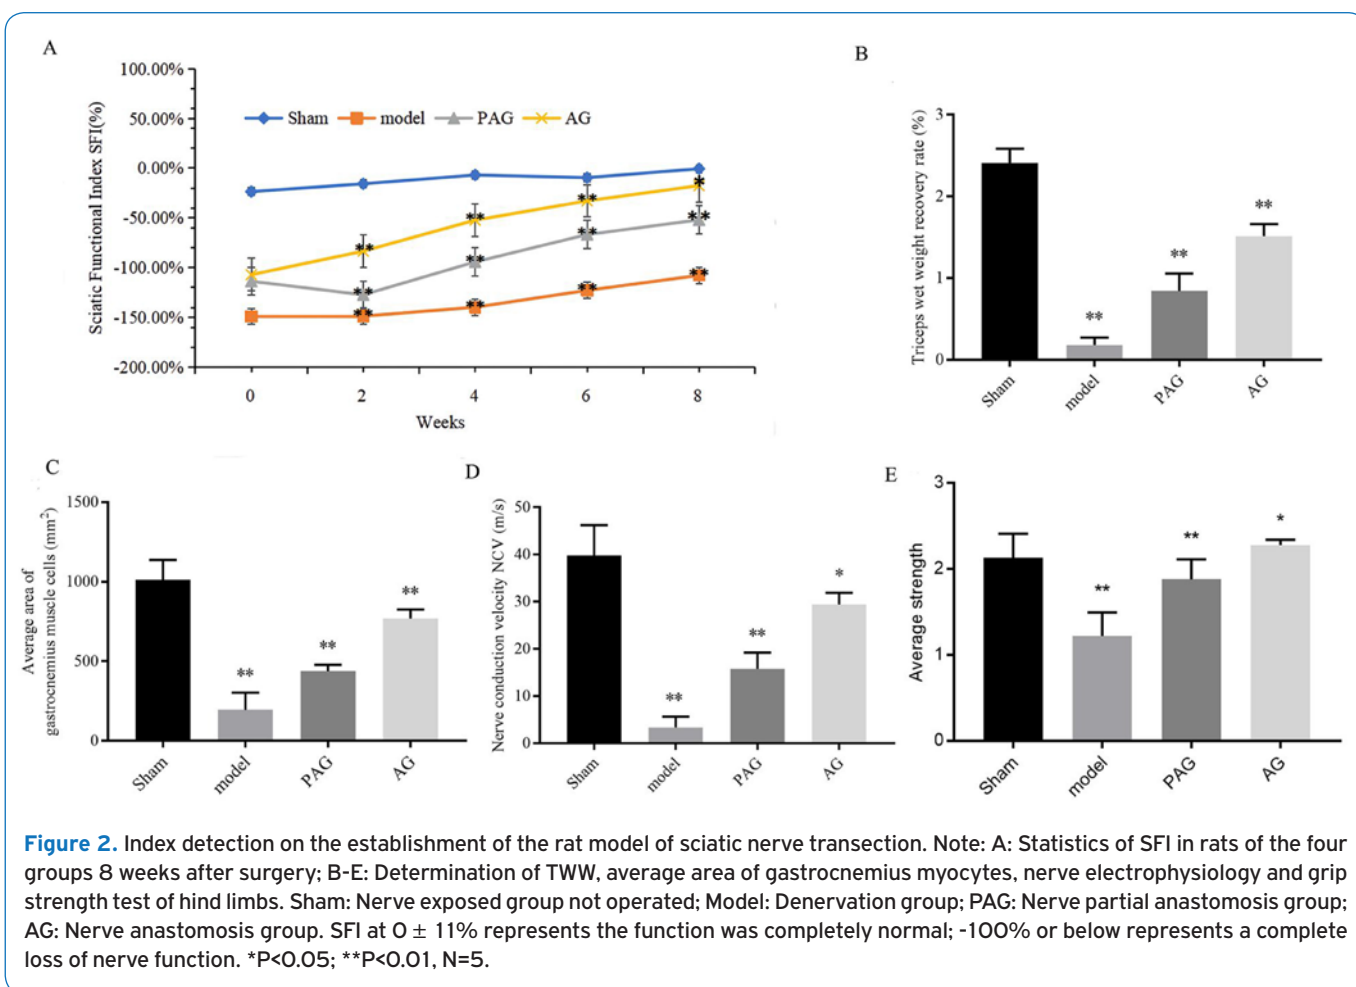 A
100.00%
50.00%
0.00%
-50.00%
-100.00%
-150.00%
-200.00%
Sciatic Functional Index SFI(%)
Sham model PAG AG
** ** ** *
** ** ** **
** ** ** **
0 2 4 6 8
Weeks
B
Triceps wet weight recovery rate (%)
3
2
1
0
** ** **
Sham model PAG AG
C
Average area of
gastrocnemius muscle cells (mm²)
1500
1000
500
0
** ** **
Sham model PAG AG
D
Nerve conduction velocity NCV (m/s)
50
40
30
20
10
0
** ** *
Sham model PAG AG
E
Average strength
3
2
1
0
** ** *
Sham model PAG AG
Figure 2. Index detection on the establishment of the rat model of sciatic nerve transection. Note: A: Statistics of SFI in rats of the four
groups 8 weeks after surgery; B-E: Determination of TWW, average area of gastrocnemius myocytes, nerve electrophysiology and grip
strength test of hind limbs. Sham: Nerve exposed group not operated; Model: Denervation group; PAG: Nerve partial anastomosis group;
AG: Nerve anastomosis group. SFI at 0 ± 11% represents the function was completely normal; -100% or below represents a complete
loss of nerve function. *P<0.05; **P<0.01, N=5.